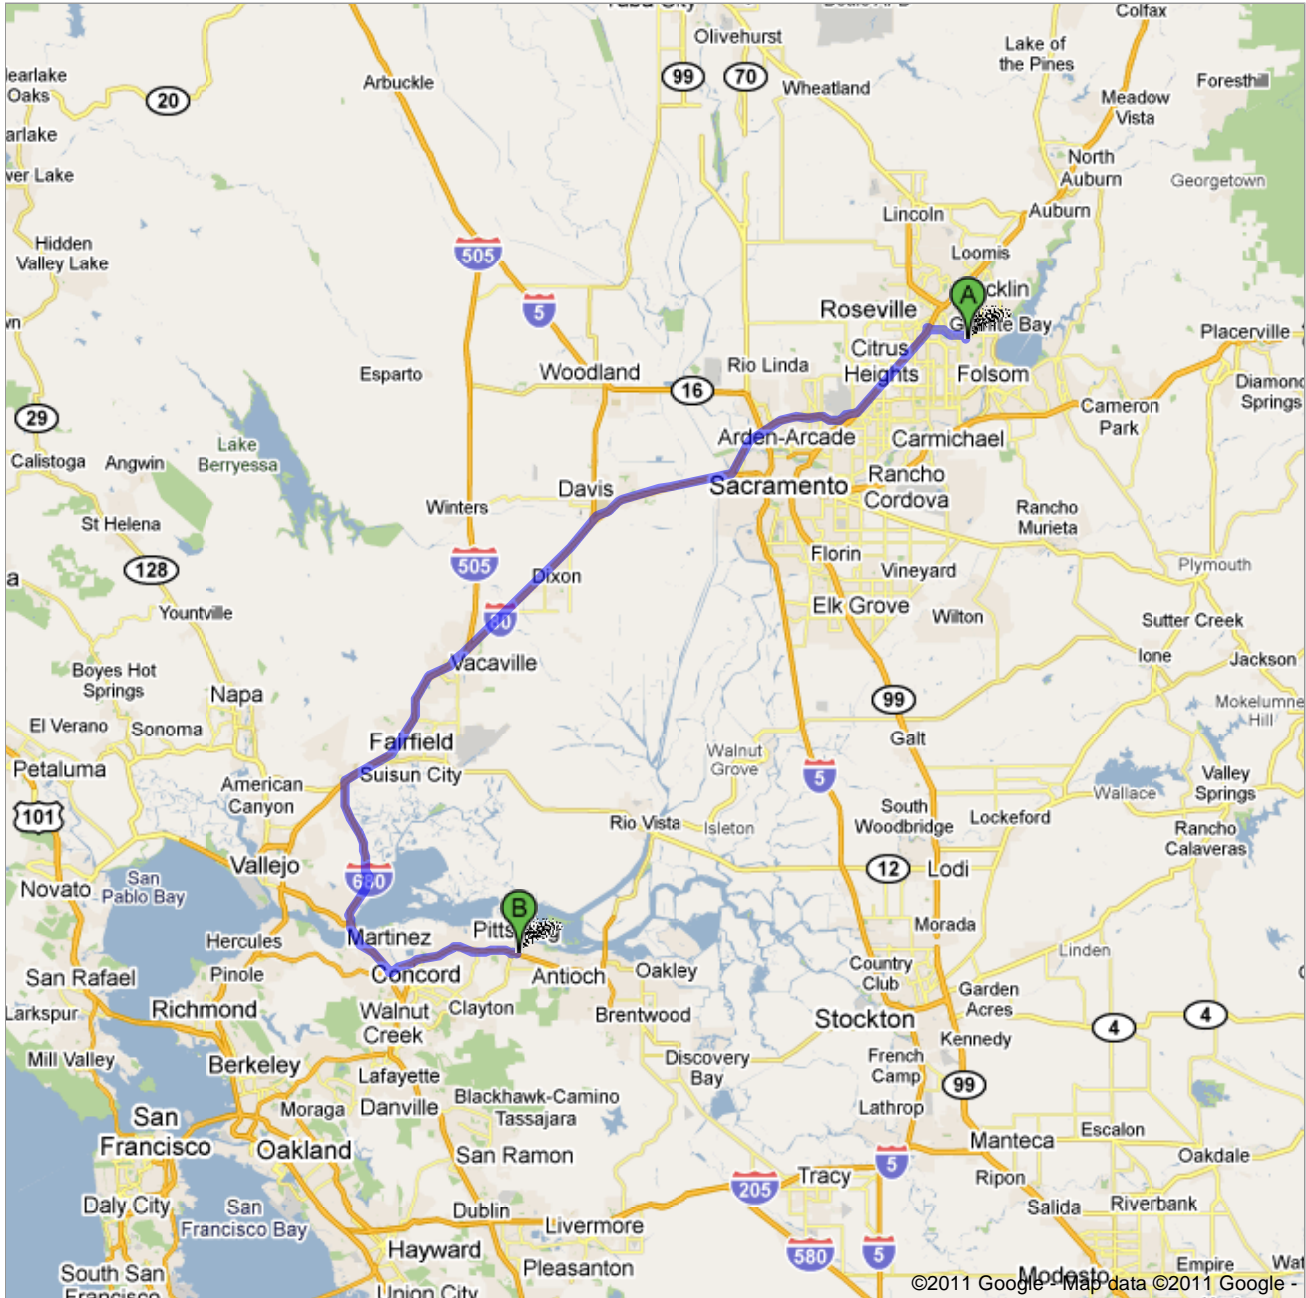 Colfax
Olivehurst
Lake of
the Pines
99
70
Arbuckle
Wheatland
Oaks
20
Meadow
Vista
North
Auburn
Georgetown
Lincoln
Auburn
Hidden
Valley Lake
505
Loomis
5
Roseville
Citrus
Heights
A
Bay
Placerville
Rio Linda
Folsom
Esparto
Woodland
16
29
Cameron
Park
Springs
Lake
Berryessa
Arden-Arcade
Carmichael
Calistoga
Angwin
Sacramento
Rancho
Cordova
Davis
Winters
Rancho
Murieta
St Helena
128
505
Dixon
Florin
Vineyard
Plymouth
Yountville
80
Elk Grove
Wilton
Sutter Creek
Boyes Hot
Springs
Vacaville
Ione
Jackson
Napa
99
El Verano
Sonoma
Fairfield
Suisun City
Galt
Hill
Petaluma
Walnut
Grove
5
American
Canyon
Valley
Springs
Wallace
101
South
Woodbridge
Lockeford
Rio Vista
Isleton
Rancho
Calaveras
Vallejo
12
Lodi
Novato
San
Pablo Bay
680
B
Hercules
Martinez
Morada
Linden
San Rafael
Pinole
Concord
Antioch
Oakley
Country
Club
Garden
Acres
Larkspur
Richmond
Walnut
Creek
Clayton
Brentwood
Stockton
4
4
Kennedy
Mill Valley
Berkeley
Lafayette
Discovery
Bay
French
Camp
99
Moraga
Danville
Blackhawk-Camino
Tassajara
Lathrop
San
Francisco
Oakland
San Ramon
Manteca
Escalon
5
Ripon
Oakdale
205
Tracy
Daly City
San
Francisco Bay
Dublin
Livermore
Salida
Riverbank
Hayward
Pleasanton
580
5
Empire
South San
Francisco
Union City
Modesto
©2011 Google - Map data ©2011 Google -